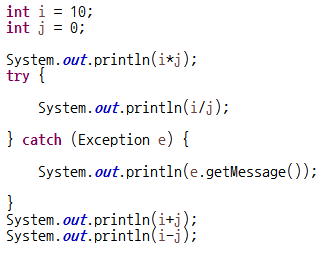 int i = 10;
int j = 0;
System.out.println(i*j);
try {
System.out.println(i/j);
} catch (Exception e) {
System.out.println(e.getMessage());
}
System.out.println(i+j);
System.out.println(i-j);